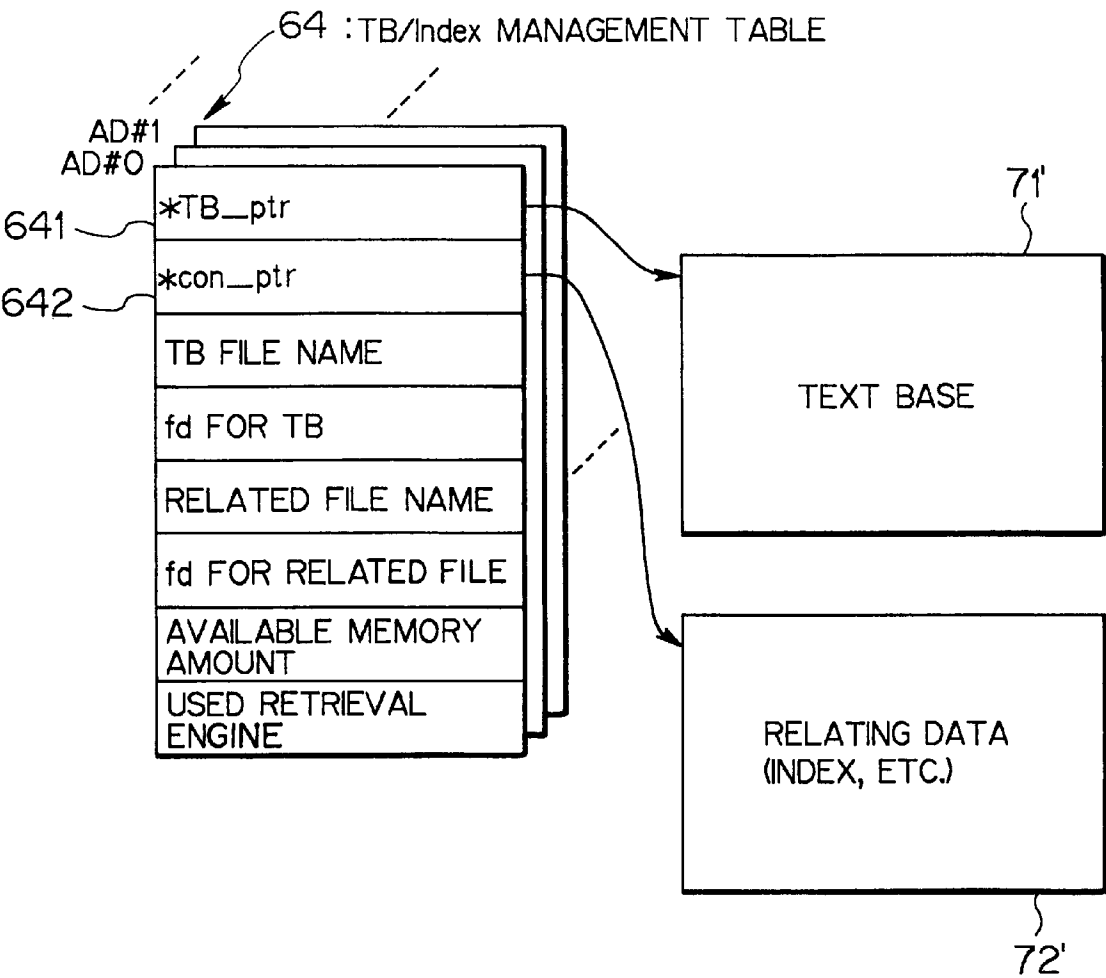 64 : TB/Index MANAGEMENT TABLE
AD#1
AD#0
71'
*TB_ptr
641
*con_ptr
642
TB FILE NAME
TEXT BASE
fd FOR TB
RELATED FILE NAME
fd FOR RELATED FILE
AVAILABLE MEMORY
AMOUNT
USED RETRIEVAL
ENGINE
RELATING DATA
(INDEX, ETC.)
72'